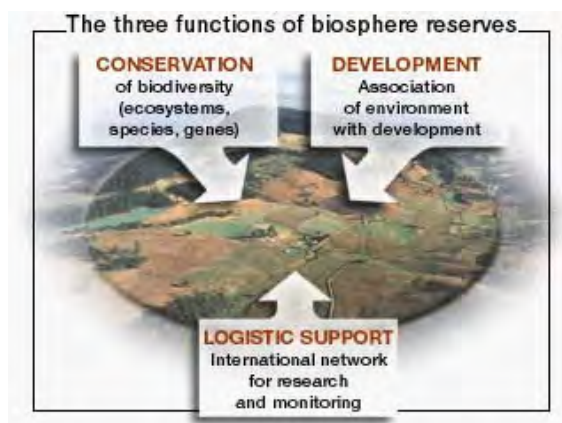 The three functions of biosphere reserves
CONSERVATION
of biodiversity
(ecosystems,
species, genes)
DEVELOPMENT
Association
of environment
with development
LOGISTIC SUPPORT
International network
for research
and monitoring